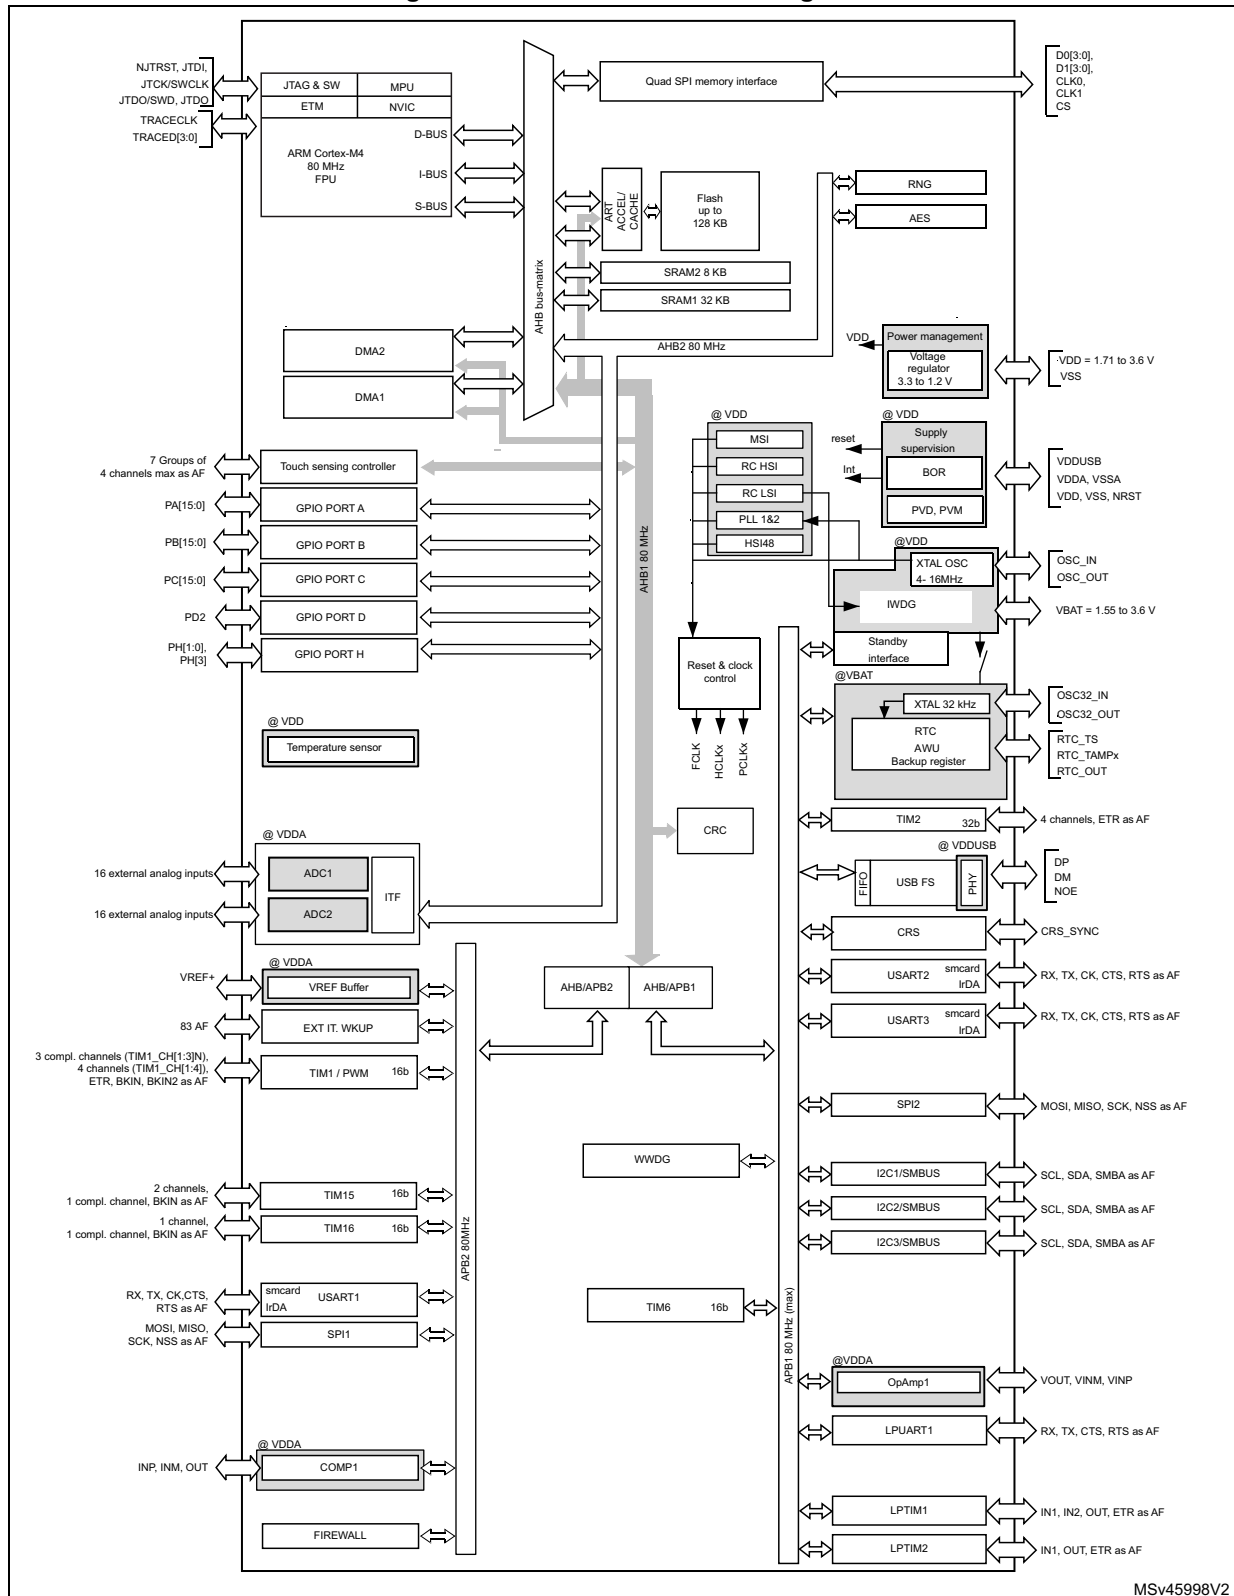 NJTRST, JTDI,
JTCK/SWCLK
JTDO/SWD, JTDO
TRACECLK
TRACED[3:0]
JTAG & SW
MPU
ETM
NVIC
ARM Cortex-M4
80 MHz
FPU
D-BUS
I-BUS
S-BUS
AHB bus-matrix
Quad SPI memory interface
D0[3:0],
D1[3:0],
CLK0,
CLK1
CS
ART
ACCEL/
CACHE
Flash
up to
128 KB
RNG
AES
SRAM2 8 KB
SRAM1 32 KB
AHB2 80 MHz
DMA2
DMA1
VDD
Power management
Voltage
regulator
3.3 to 1.2 V
VDD = 1.71 to 3.6 V
VSS
@ VDD
MSI
RC HSI
RC LSI
PLL 1&2
HSI48
@ VDD
reset
Int
Supply
supervision
BOR
PVD, PVM
VDDUSB
VDDA, VSSA
VDD, VSS, NRST
7 Groups of
4 channels max as AF
Touch sensing controller
PA[15:0]
GPIO PORT A
PB[15:0]
GPIO PORT B
PC[15:0]
GPIO PORT C
PD2
GPIO PORT D
PH[1:0],
PH[3]
GPIO PORT H
AHB1 80 MHz
@VDD
XTAL OSC
4- 16MHz
IWDG
OSC_IN
OSC_OUT
VBAT = 1.55 to 3.6 V
Standby
interface
Reset & clock
control
FCLK
HCLKx
PCLKx
@VBAT
XTAL 32 kHz
RTC
AWU
Backup register
OSC32_IN
OSC32_OUT
RTC_TS
RTC_TAMPx
RTC_OUT
@ VDD
Temperature sensor
CRC
TIM2
32b
4 channels, ETR as AF
@ VDDUSB
FIFO
USB FS
PHY
DP
DM
NOE
@ VDDA
16 external analog inputs
ADC1
ITF
16 external analog inputs
ADC2
CRS
CRS_SYNC
@ VDDA
VREF+
VREF Buffer
AHB/APB2
AHB/APB1
USART2
smcard
IrDA
RX, TX, CK, CTS, RTS as AF
83 AF
EXT IT. WKUP
USART3
smcard
IrDA
RX, TX, CK, CTS, RTS as AF
3 compl. channels (TIM1_CH[1:3]N),
4 channels (TIM1_CH[1:4]),
ETR, BKIN, BKIN2 as AF
TIM1 / PWM
16b
SPI2
MOSI, MISO, SCK, NSS as AF
WWDG
I2C1/SMBUS
SCL, SDA, SMBA as AF
2 channels,
1 compl. channel, BKIN as AF
TIM15
16b
I2C2/SMBUS
SCL, SDA, SMBA as AF
1 channel,
1 compl. channel, BKIN as AF
TIM16
16b
I2C3/SMBUS
SCL, SDA, SMBA as AF
APB2 80MHz
RX, TX, CK,CTS,
RTS as AF
smcard
IrDA
USART1
TIM6
16b
MOSI, MISO,
SCK, NSS as AF
SPI1
APB1 80 MHz (max)
@VDDA
OpAmp1
VOUT, VINM, VINP
LPUART1
RX, TX, CTS, RTS as AF
@ VDDA
INP, INM, OUT
COMP1
LPTIM1
IN1, IN2, OUT, ETR as AF
FIREWALL
LPTIM2
IN1, OUT, ETR as AF
MSv45998V2